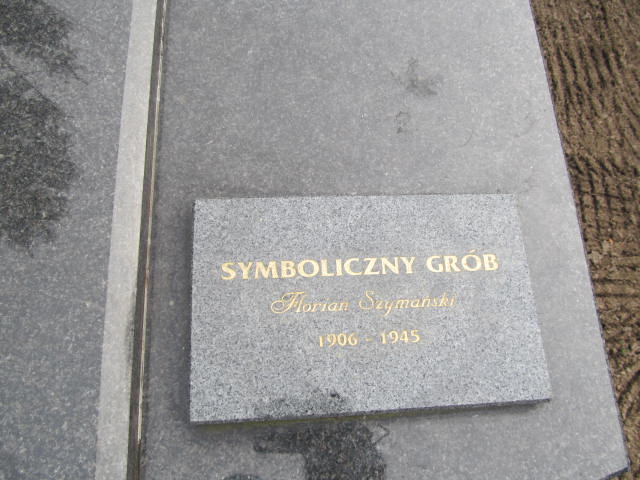 SYMBOLICZNY GRÓB
Florian Szymański
1906 - 1945